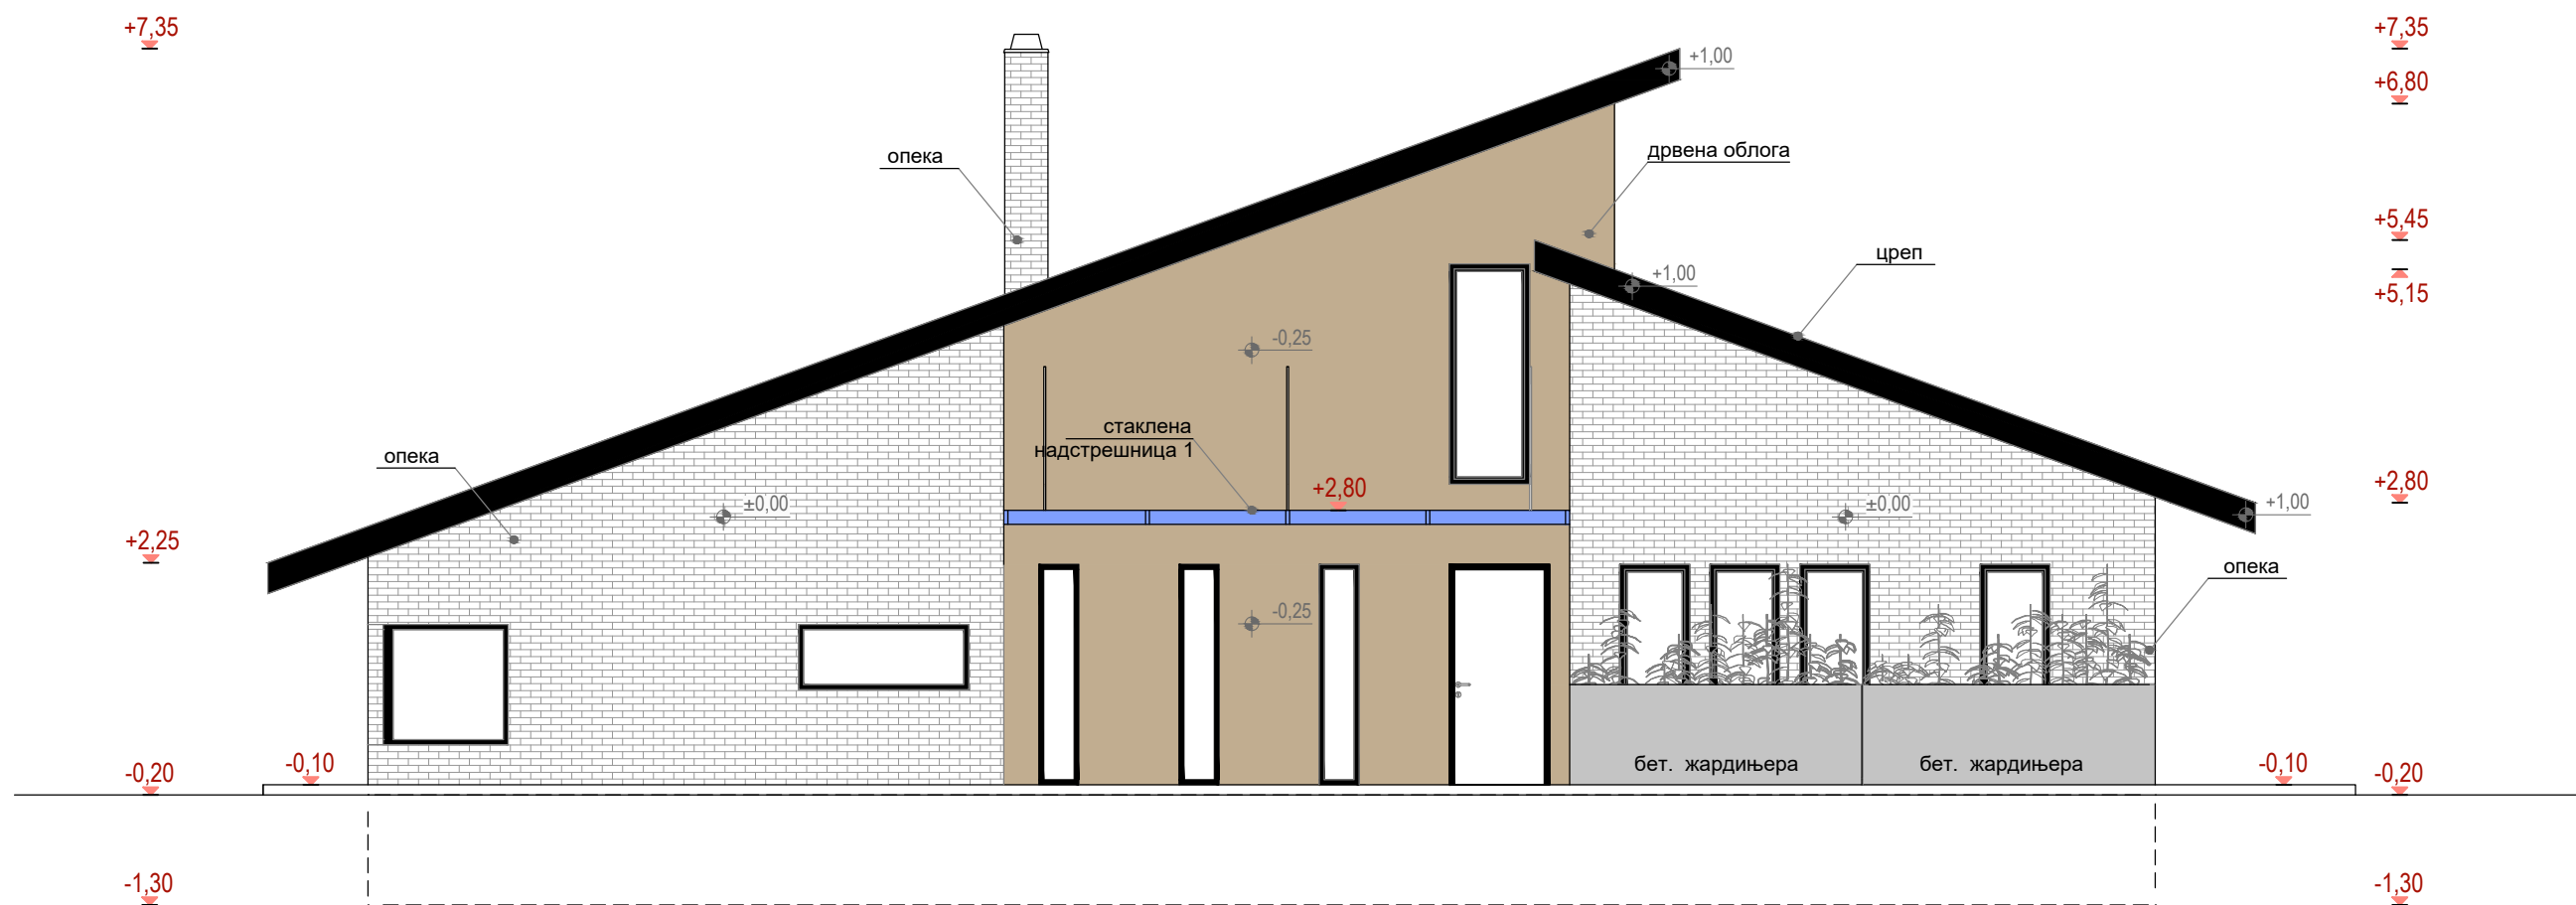 +7,35
+7,35
+1,00
+6,80
опека
дрвена облога
+5,45
цреп
+1,00
+5,15
-0,25
стаклена
надстрешница 1
опека
+2,80
+2,80
±0,00
±0,00
+1,00
+2,25
опека
-0,25
-0,10
бет. жардињера
бет. жардињера
-0,10
-0,20
-0,20
-1,30
-1,30